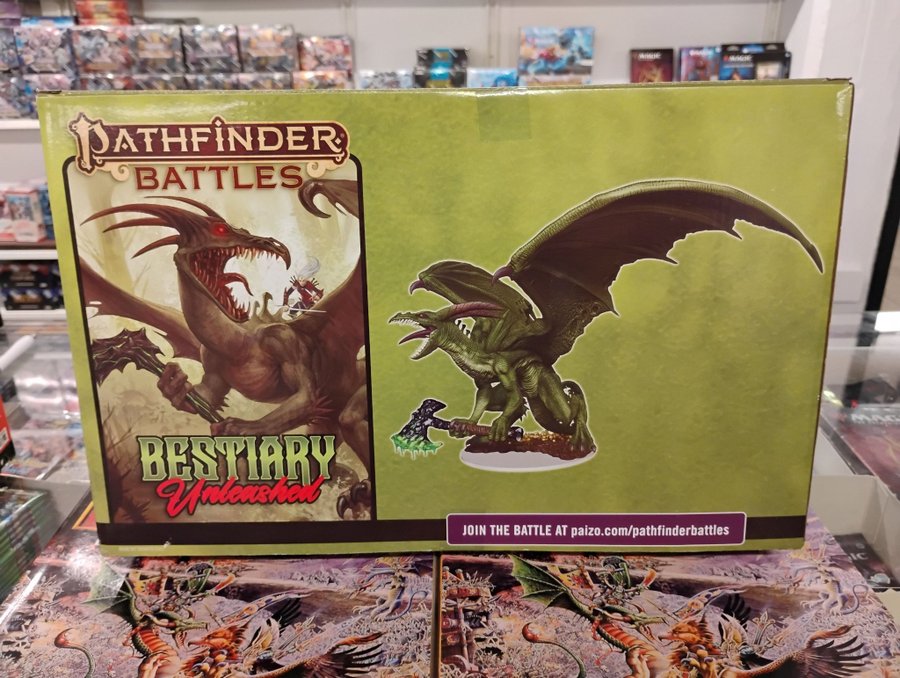 PATHFINDER
BATTLES
BESTIARY
Unleashed
JOIN THE BATTLE AT paizo.com/pathfinderbattles